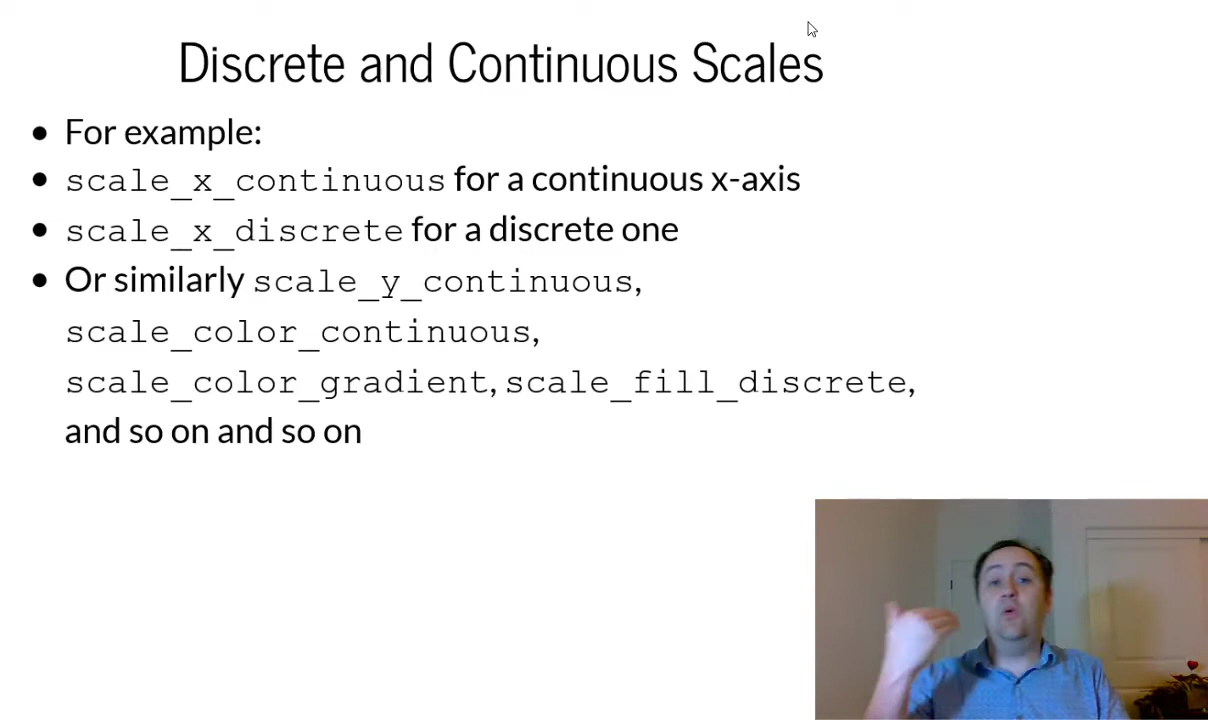 Discrete and Continuous Scales
• For example:
• scale_x_continuous for a continuous x-axis
• scale_x_discrete for a discrete one
• Or similarly scale_y_continuous,
scale_color_continuous,
scale_color_gradient, scale_fill_discrete,
and so on and so on